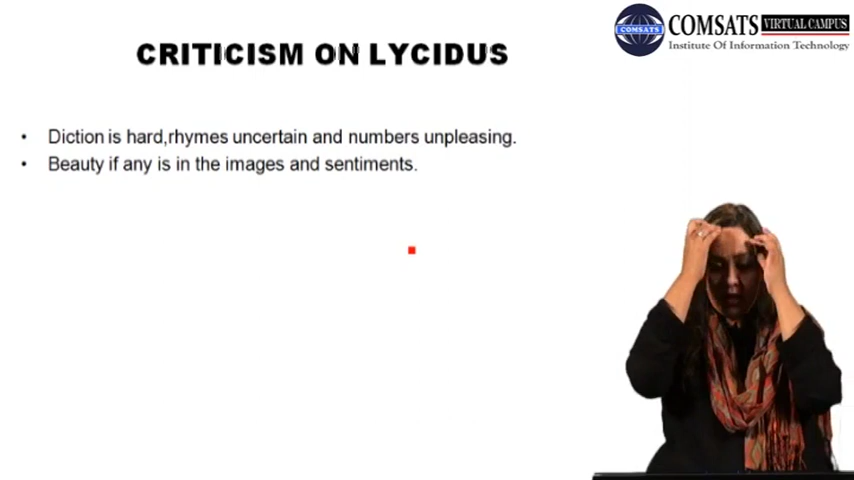 COMSATS
COMSATS VIRTUAL CAMPUS
Institute Of Information Technology
CRITICISM ON LYCIDUS
• Diction is hard,rhymes uncertain and numbers unpleasing.
• Beauty if any is in the images and sentiments.